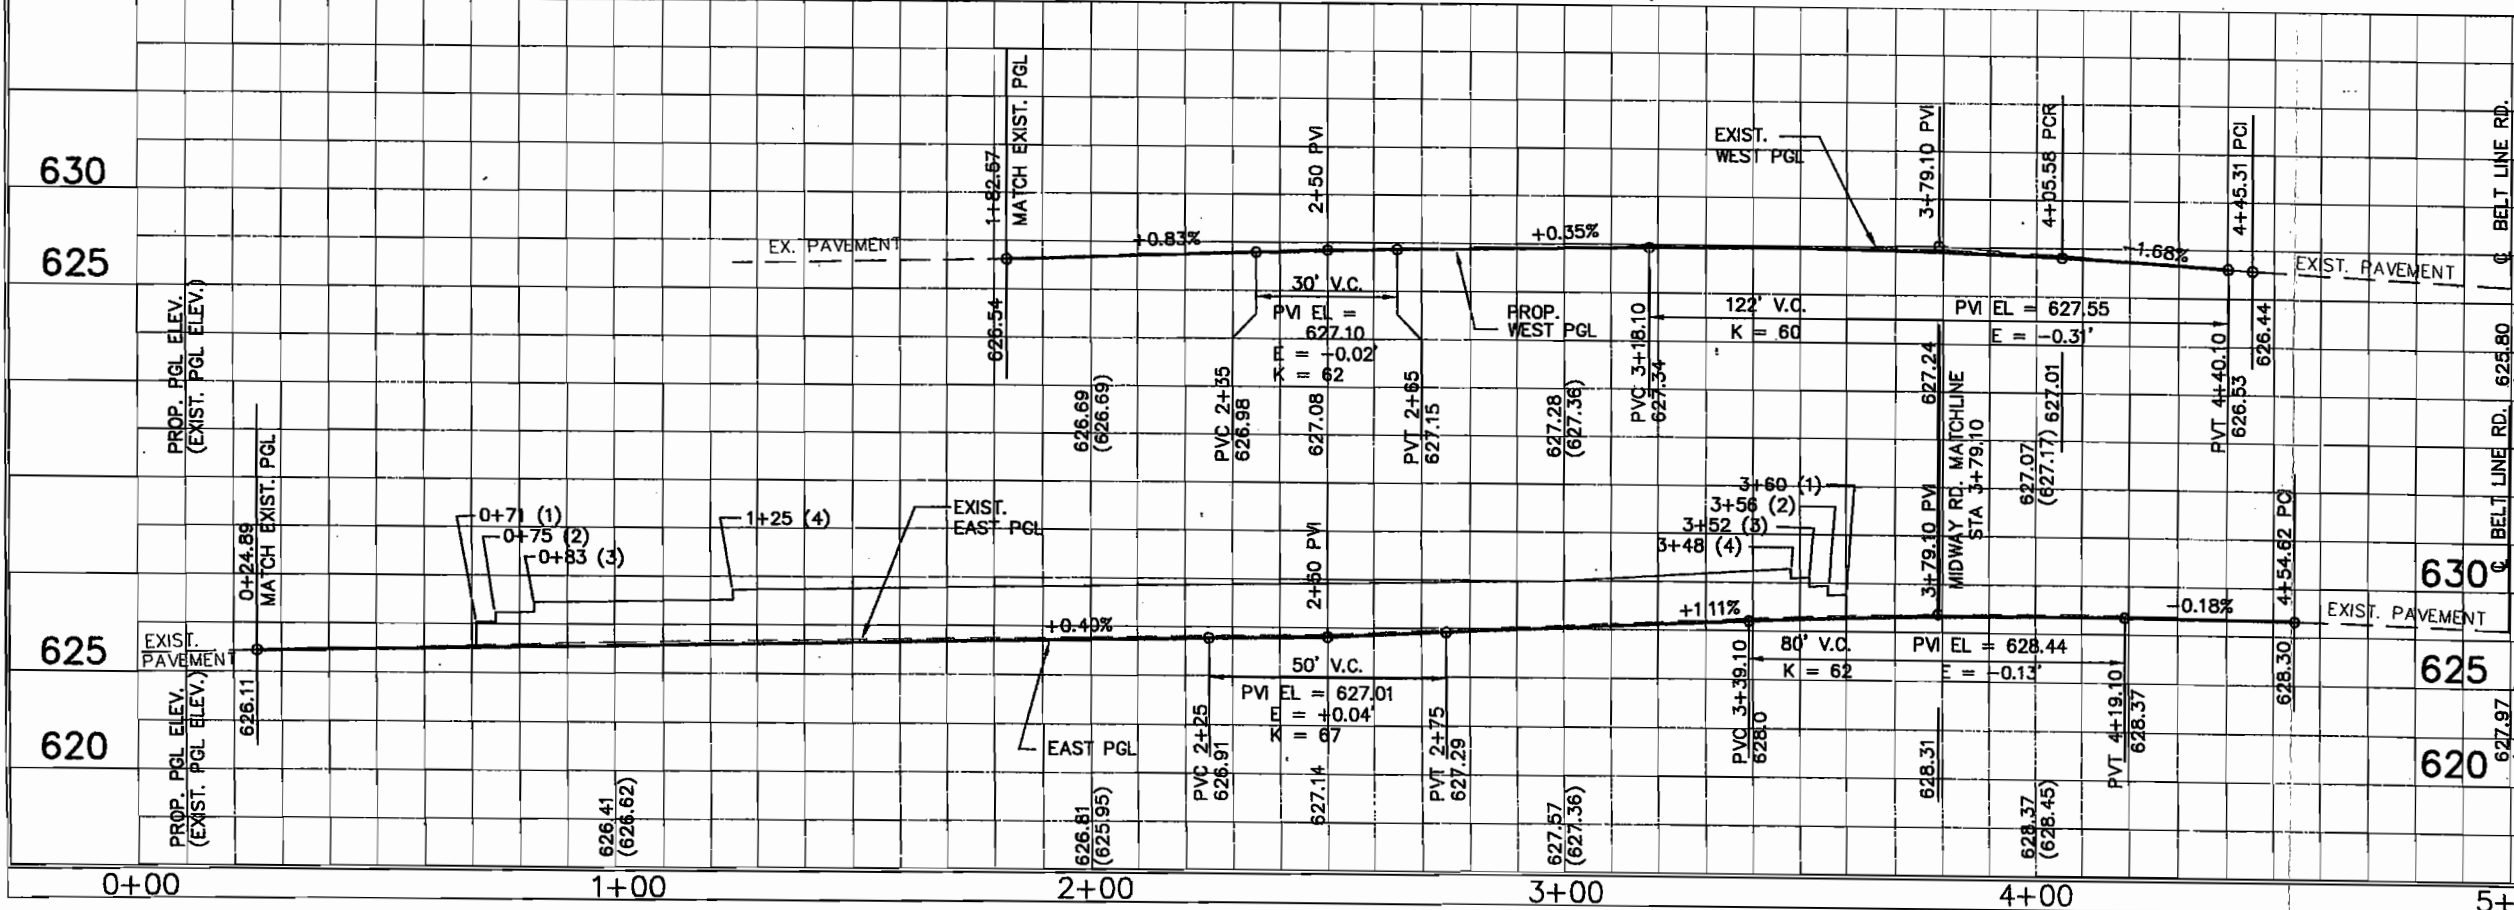 630
625
PROP. PGL ELEV.
(EXIST. PGL ELEV.)
EX. PAVEMENT
1+82.67
MATCH EXIST. PGL
626.54
+0.83%
2+50 PVI
30' V.C.
PVI EL =
627.10
E = -0.02'
K = 62
626.69
(626.69)
PVC 2+35
626.98
627.08
PVT 2+65
627.15
+0.35%
PROP.
WEST PGL
EXIST.
WEST PGL
627.28
(627.36)
PVC 3+18.10
627.34
122' V.C.
K = 60
PVI EL = 627.55
E = -0.31'
3+79.10 PVI
627.24
MIDWAY RD. MATCHLINE
STA 3+79.10
4+05.58 PCR
627.01
627.07
(627.17)
-1.68%
PVT 4+40.10
626.53
4+45.31 PCI
626.44
EXIST. PAVEMENT
℄ BELT LINE RD.
625.80
0+24.89
MATCH EXIST. PGL
0+71 (1)
0+75 (2)
0+83 (3)
1+25 (4)
EXIST.
EAST PGL
3+60 (1)
3+56 (2)
3+52 (3)
3+48 (4)
625
620
EXIST.
PAVEMENT
626.11
PROP. PGL ELEV.
(EXIST. PGL ELEV.)
626.41
(626.62)
+0.40%
EAST PGL
626.81
(625.95)
2+50 PVI
50' V.C.
PVI EL = 627.01
E = +0.04'
K = 67
PVC 2+25
626.91
627.14
PVT 2+75
627.29
627.57
(627.36)
+1.11%
PVC 3+39.10
628.0
80' V.C.
K = 62
PVI EL = 628.44
E = -0.13'
3+79.10 PVI
628.31
628.37
(628.45)
PVT 4+19.10
628.37
-0.18%
4+54.62 PCI
628.30
EXIST. PAVEMENT
630
625
620
℄ BELT LINE RD.
627.97
0+00
1+00
2+00
3+00
4+00
5+